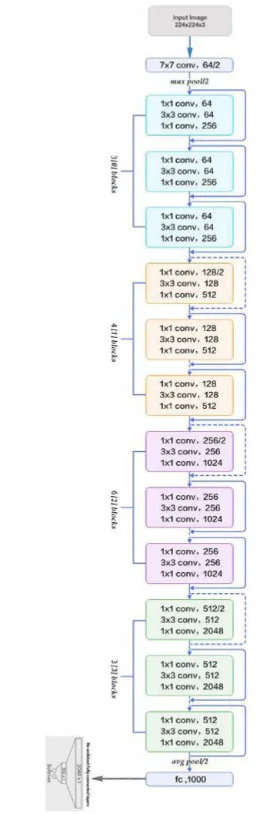 Input Image
224x224x3
7x7 conv, 64/2
max pool/2
1x1 conv, 64
3x3 conv, 64
1x1 conv, 256
1x1 conv, 64
3x3 conv, 64
1x1 conv, 256
1x1 conv, 64
3x3 conv, 64
1x1 conv, 256
3[0] blocks
1x1 conv, 128/2
3x3 conv, 128
1x1 conv, 512
1x1 conv, 128
3x3 conv, 128
1x1 conv, 512
1x1 conv, 128
3x3 conv, 128
1x1 conv, 512
4[1] blocks
1x1 conv, 256/2
3x3 conv, 256
1x1 conv, 1024
1x1 conv, 256
3x3 conv, 256
1x1 conv, 1024
1x1 conv, 256
3x3 conv, 256
1x1 conv, 1024
6[2] blocks
1x1 conv, 512/2
3x3 conv, 512
1x1 conv, 2048
1x1 conv, 512
3x3 conv, 512
1x1 conv, 2048
1x1 conv, 512
3x3 conv, 512
1x1 conv, 2048
3[3] blocks
avg pool/2
fc ,1000
fully connected layers
2048 x 1
Softmax